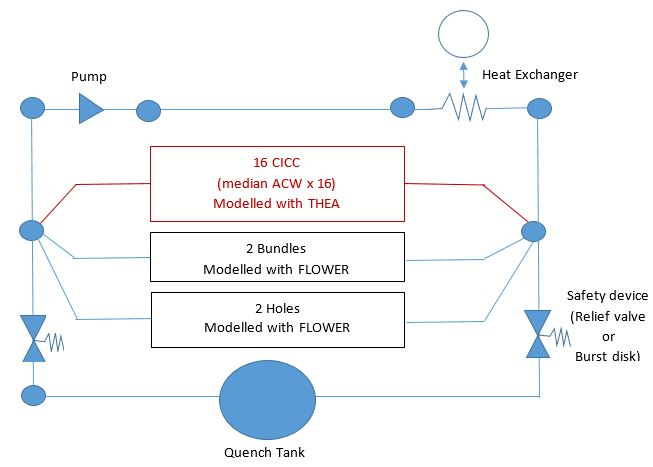 Pump
Heat Exchanger
16 CICC
(median ACW x 16)
Modelled with THEA
2 Bundles
Modelled with FLOWER
2 Holes
Modelled with FLOWER
Safety device
(Relief valve
or
Burst disk)
Quench Tank